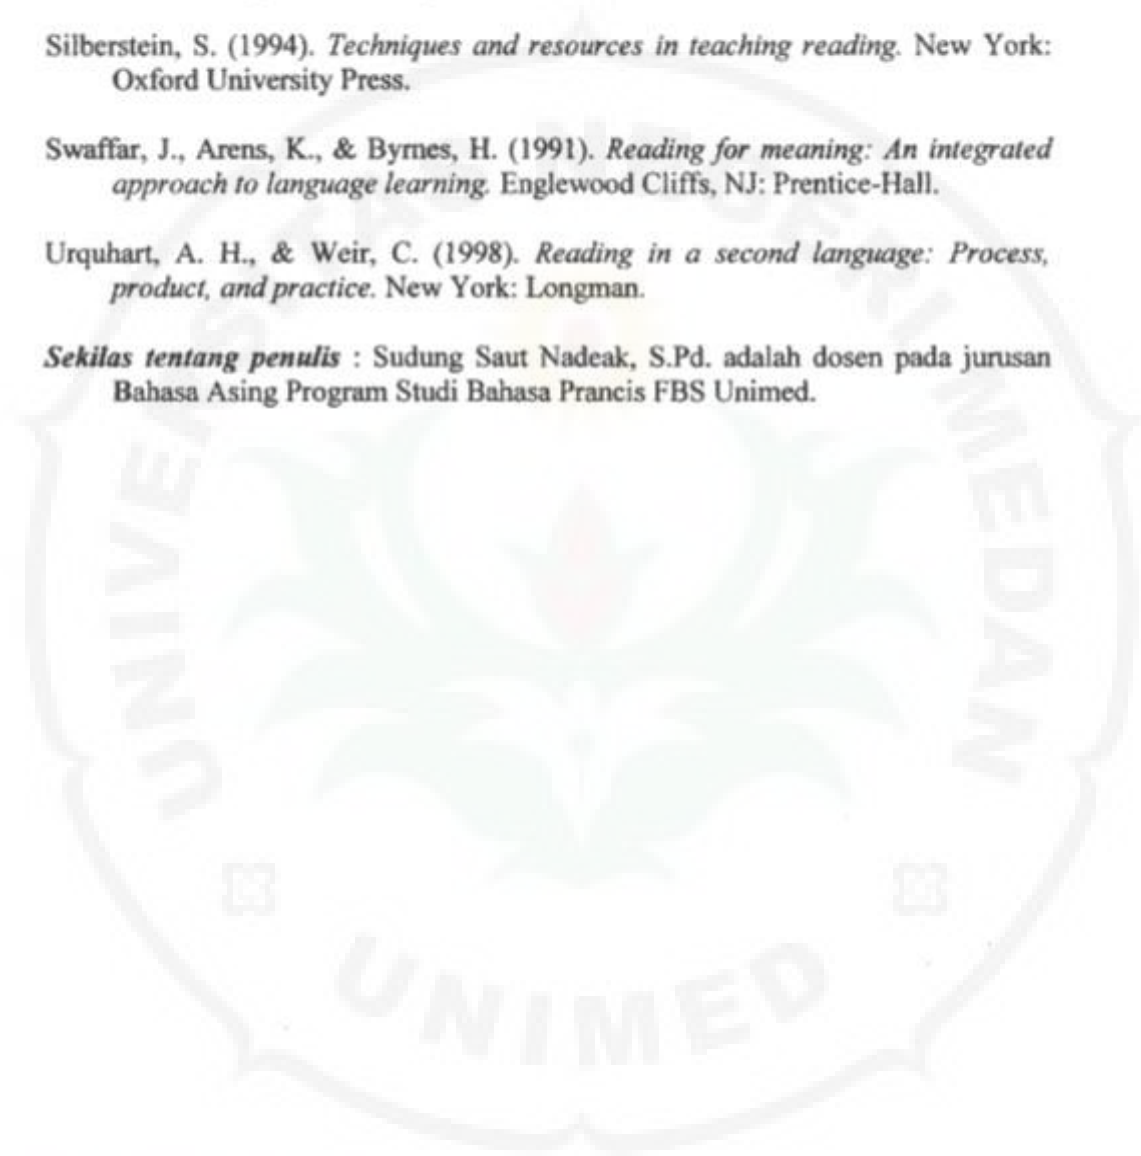 Silberstein, S. (1994). Techniques and resources in teaching reading. New York:
Oxford University Press.
Swaffar, J., Arens, K., & Byrnes, H. (1991). Reading for meaning: An integrated
approach to language learning. Englewood Cliffs, NJ: Prentice-Hall.
Urquhart, A. H., & Weir, C. (1998). Reading in a second language: Process,
product, and practice. New York: Longman.
Sekilas tentang penulis : Sudung Saut Nadeak, S.Pd. adalah dosen pada jurusan
Bahasa Asing Program Studi Bahasa Prancis FBS Unimed.
UNIVERSITAS NEGERI MEDAN
UNIMED